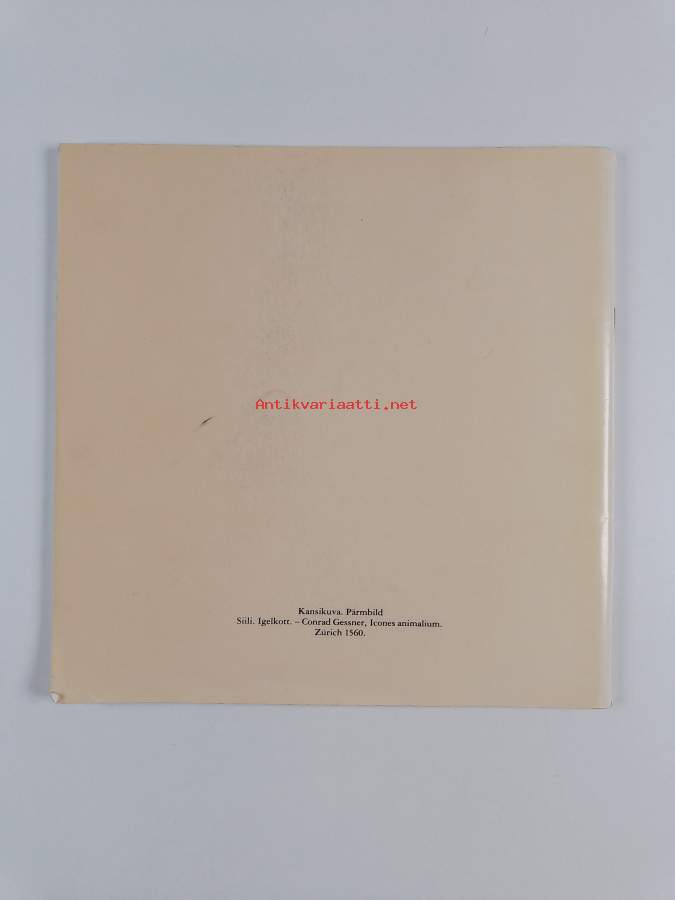 Antikvariaatti.net
Kansikuva. Pärmbild
Siili. Igelkott. – Conrad Gessner, Icones animalium.
Zürich 1560.